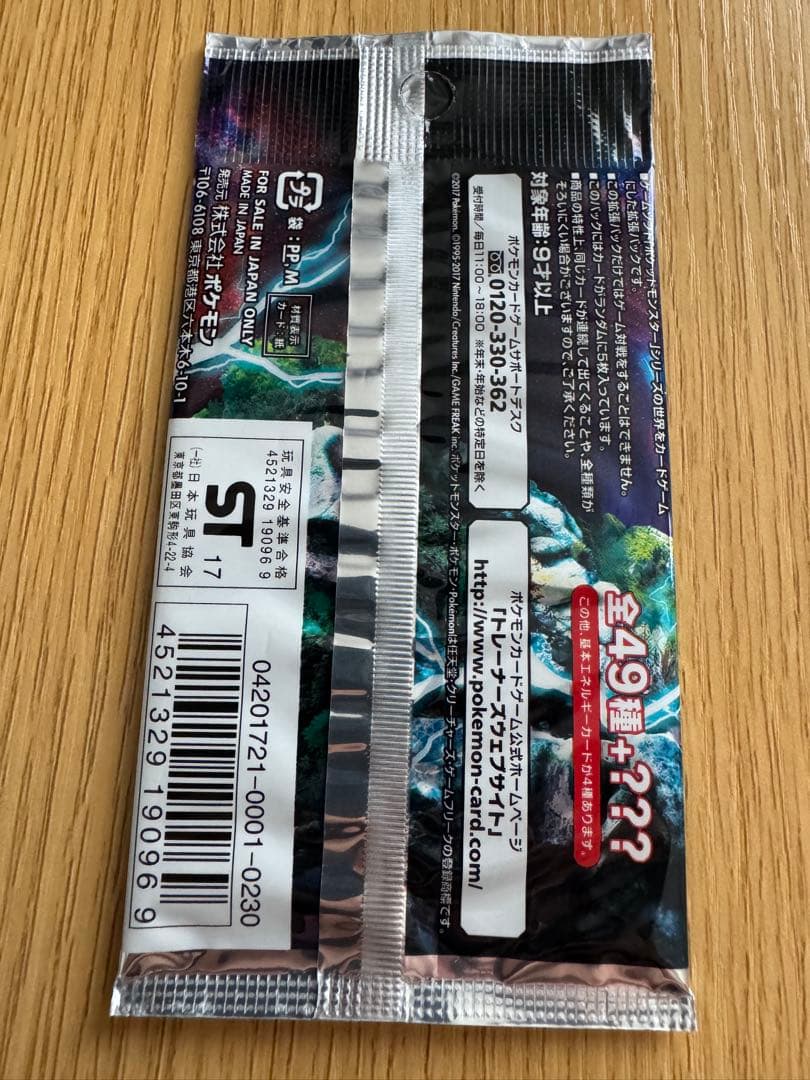 ■ゲームソフト『ポケットモンスター』シリーズの世界をカードゲーム
にした拡張パックです。
■この拡張パックだけではゲーム対戦をすることはできません。
■このパックにはカードがランダムに5枚入っています。
■商品の特性上、同じカードが連続して出てくることや、全種類が
そろいにくい場合がございますので、ご了承ください。
対象年齢：9才以上
全49種+???
この他、基本エネルギーカードが4種あります。
ポケモンカードゲームサポートデスク
0120-330-362
受付時間／毎日11:00～18:00 ※年末・年始などの特定日を除く
ポケモンカードゲーム公式ホームページ
「トレーナーズウェブサイト」
http://www.pokemon-card.com/
©2017 Pokémon. ©1995-2017 Nintendo/Creatures Inc./GAME FREAK inc. ポケットモンスター・ポケモン・Pokémonは任天堂・クリーチャーズ・ゲームフリークの登録商標です。
プラ
袋：PP、M
材質表示
カード：紙
FOR SALE IN JAPAN ONLY
MADE IN JAPAN
発売元 株式会社ポケモン
〒106-6108 東京都港区六本木6-10-1
玩具安全基準合格
4521329 19096 9
ST 17
(一社)日本玩具協会
東京都墨田区東駒形4-22-4
04201721-0001-0230
4521329 190969